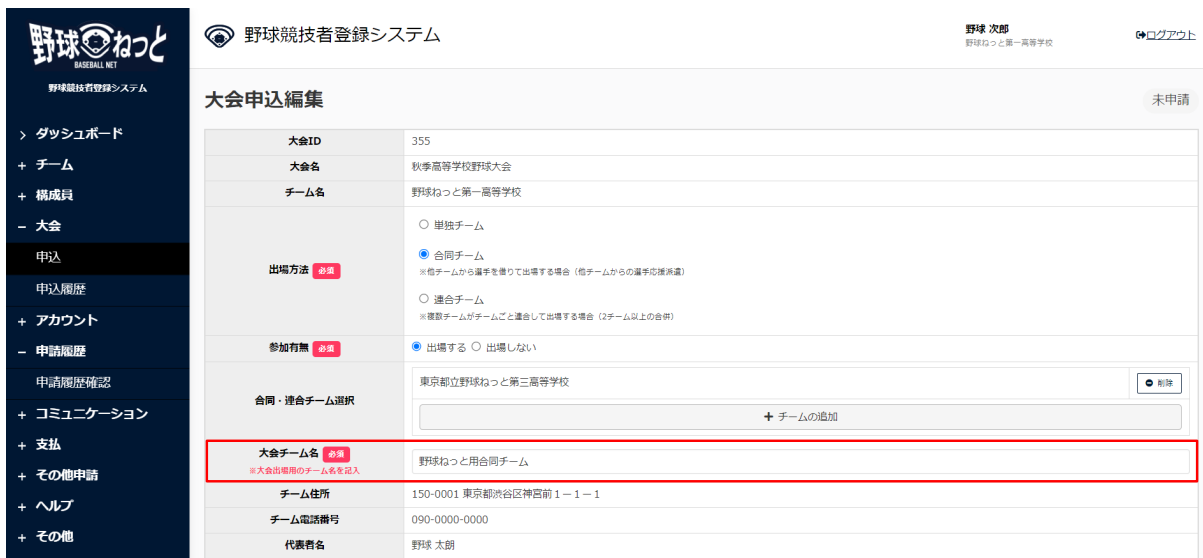 野球ねっと
BASEBALL NET
野球競技者登録システム
> ダッシュボード
+ チーム
+ 構成員
− 大会
申込
申込履歴
+ アカウント
− 申請履歴
申請履歴確認
+ コミュニケーション
+ 支払
+ その他申請
+ ヘルプ
+ その他
野球競技者登録システム
野球 次郎
野球ねっと第一高等学校
ログアウト
大会申込編集
未申請
大会ID 355
大会名 秋季高等学校野球大会
チーム名 野球ねっと第一高等学校
出場方法 必須
単独チーム
合同チーム
※他チームから選手を借りて出場する場合（他チームからの選手応援派遣）
連合チーム
※複数チームがチームごと連合して出場する場合（2チーム以上の合併）
参加有無 必須 出場する 出場しない
合同・連合チーム選択
東京都立野球ねっと第三高等学校 削除
+ チームの追加
大会チーム名 必須
※大会出場用のチーム名を記入
野球ねっと用合同チーム
チーム住所 150-0001 東京都渋谷区神宮前１－１－１
チーム電話番号 090-0000-0000
代表者名 野球 太朗